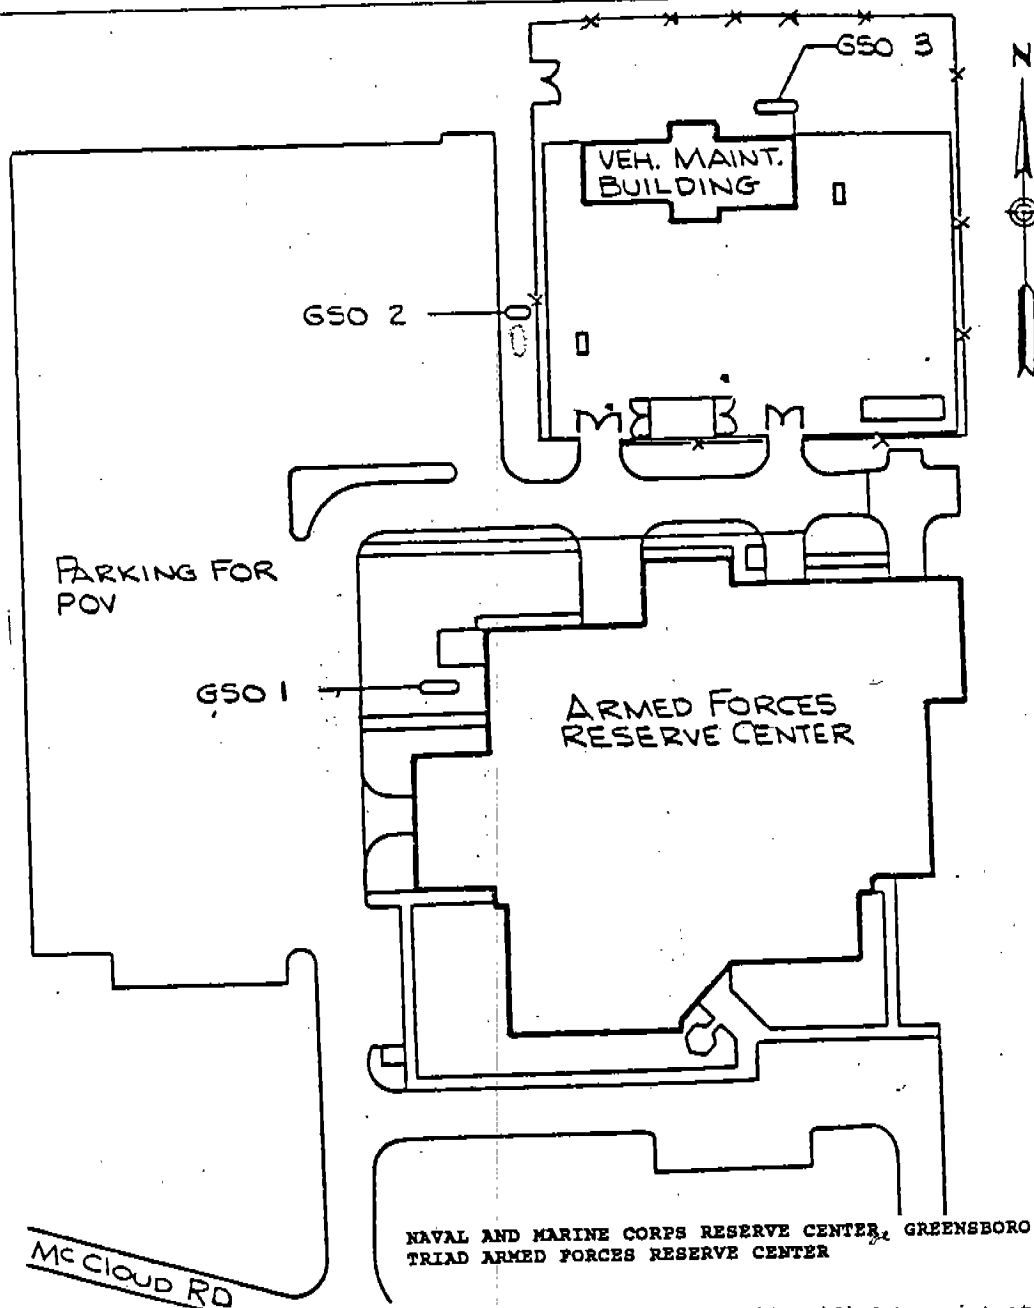 GSO 3
N
VEH. MAINT.
BUILDING
GSO 2
PARKING FOR
POV
GSO 1
ARMED FORCES
RESERVE CENTER
NAVAL AND MARINE CORPS RESERVE CENTER, GREENSBORO
TRIAD ARMED FORCES RESERVE CENTER
MCCLOUD RD